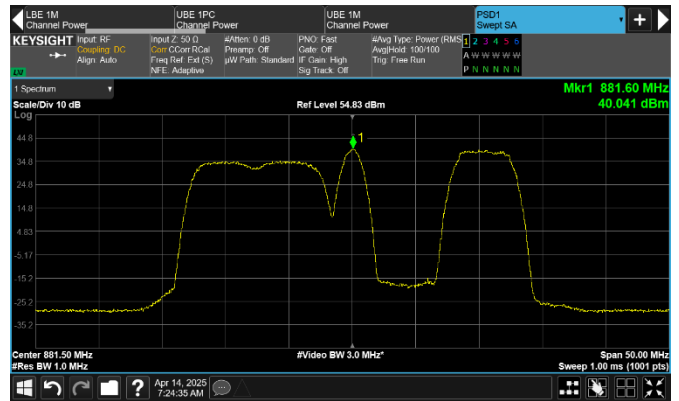 LBE 1M
Channel Power
UBE 1PC
Channel Power
UBE 1M
Channel Power
PSD1
Swept SA
KEYSIGHT
Input: RF
Coupling: DC
Align: Auto
Input Z: 50 Ω
Corr CCorr RCal
Freq Ref: Ext (S)
NFE: Adaptive
#Atten: 0 dB
Preamp: Off
µW Path: Standard
PNO: Fast
Gate: Off
IF Gain: High
Sig Track: Off
#Avg Type: Power (RMS
Avg|Hold: 100/100
Trig: Free Run
1 2 3 4 5 6
A W W W W W
P N N N N N
1 Spectrum
Scale/Div 10 dB
Ref Level 54.83 dBm
Mkr1 881.60 MHz
40.041 dBm
Log
1
44.8
34.8
24.8
14.8
4.83
-5.17
-15.2
-25.2
-35.2
Center 881.50 MHz
#Video BW 3.0 MHz*
Span 50.00 MHz
#Res BW 1.0 MHz
Sweep 1.00 ms (1001 pts)
?
Apr 14, 2025
7:24:35 AM